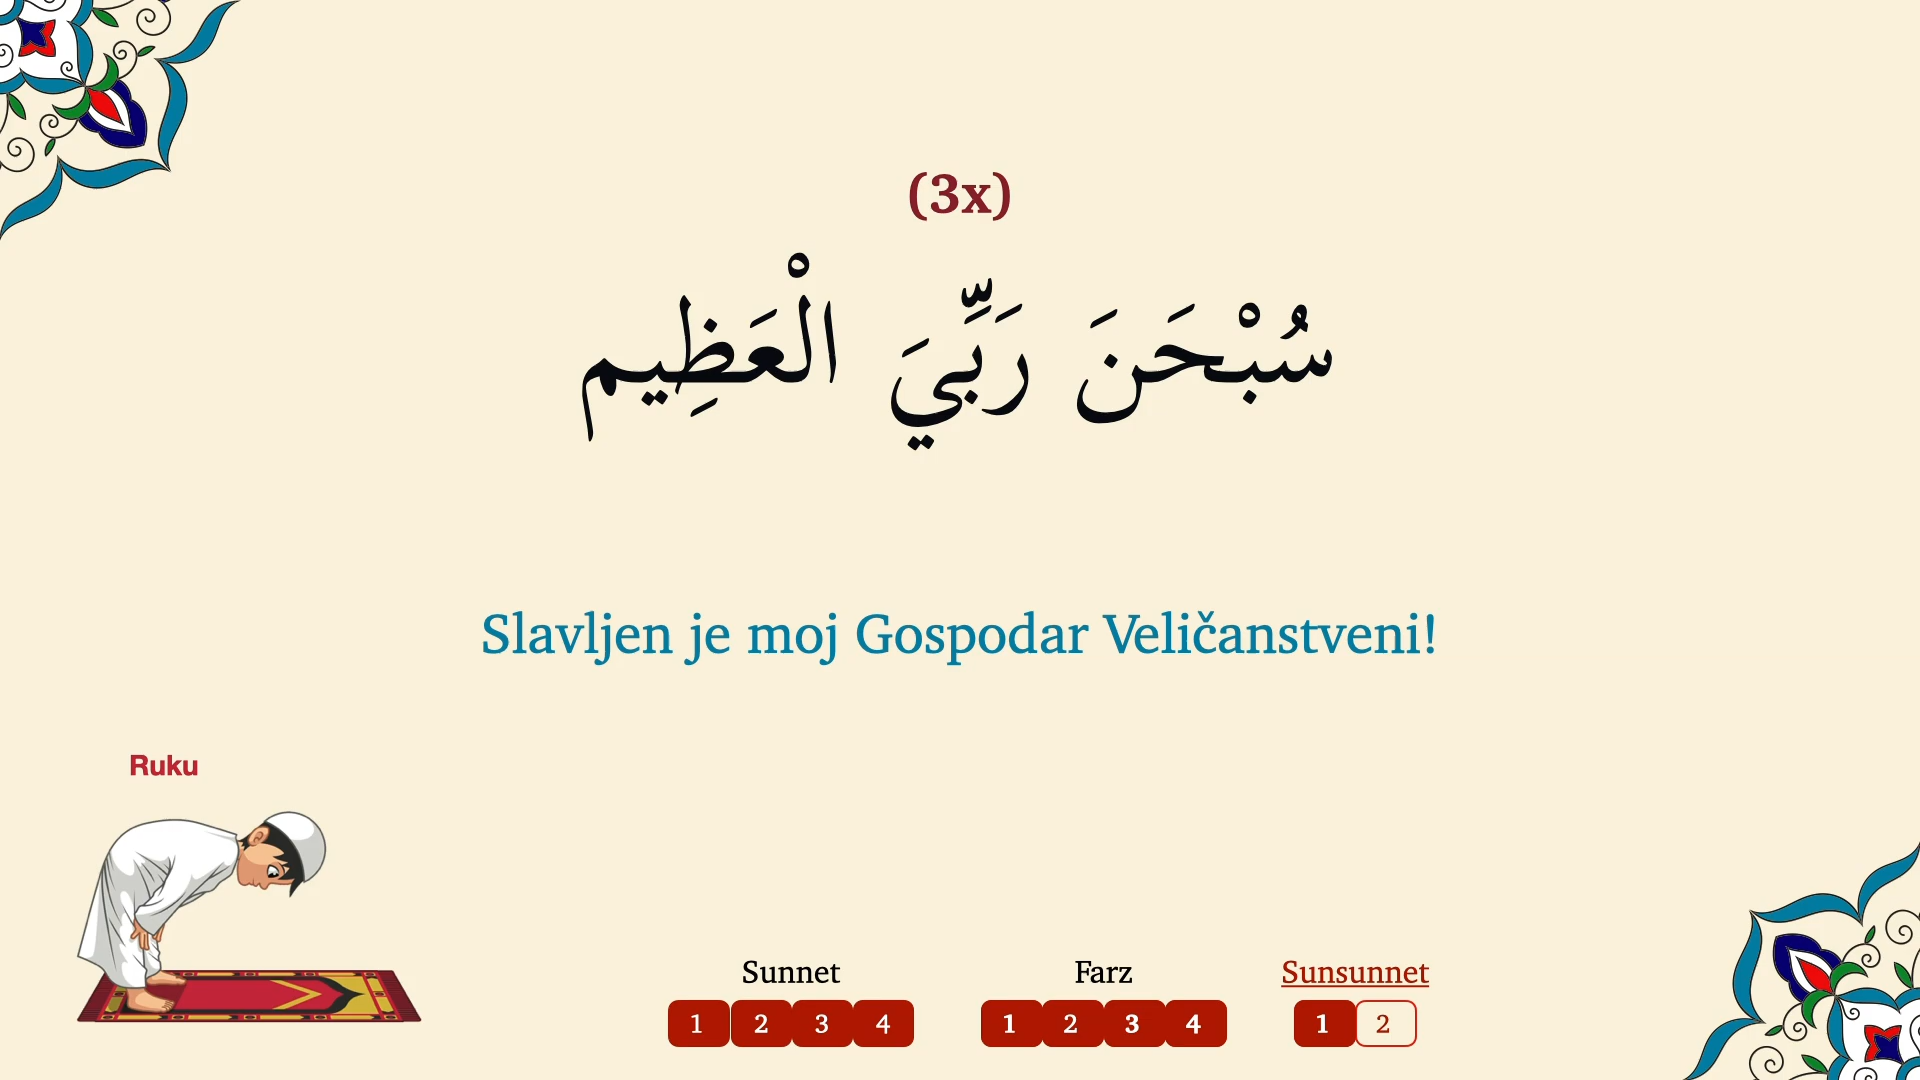 (3x)
سُبْحَنَ رَبِّيَ الْعَظِيم
Slavljen je moj Gospodar Veličanstveni!
Ruku
Sunnet Farz Sunsunnet
1 2 3 4 1 2 3 4 1 2